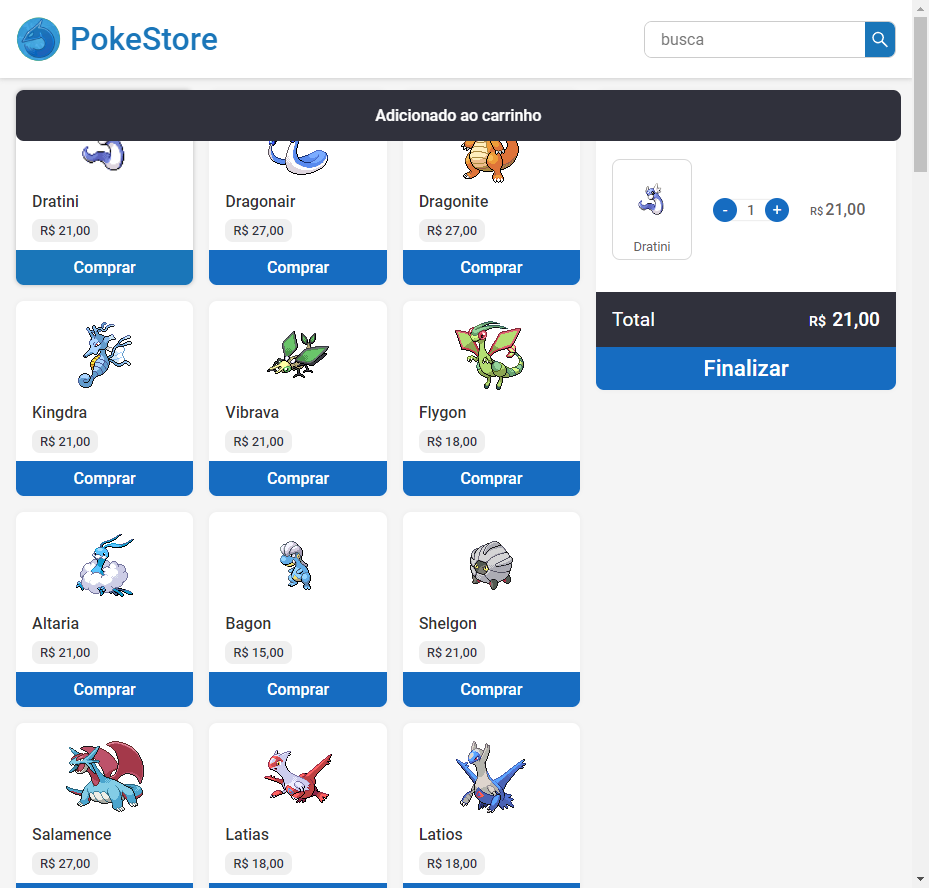 PokeStore
busca
Adicionado ao carrinho
Dratini
R$ 21,00
Comprar
Dragonair
R$ 27,00
Comprar
Dragonite
R$ 27,00
Comprar
Kingdra
R$ 21,00
Comprar
Vibrava
R$ 21,00
Comprar
Flygon
R$ 18,00
Comprar
Altaria
R$ 21,00
Comprar
Bagon
R$ 15,00
Comprar
Shelgon
R$ 21,00
Comprar
Salamence
R$ 27,00
Latias
R$ 18,00
Latios
R$ 18,00
Dratini
- 1 +
R$ 21,00
Total
R$ 21,00
Finalizar